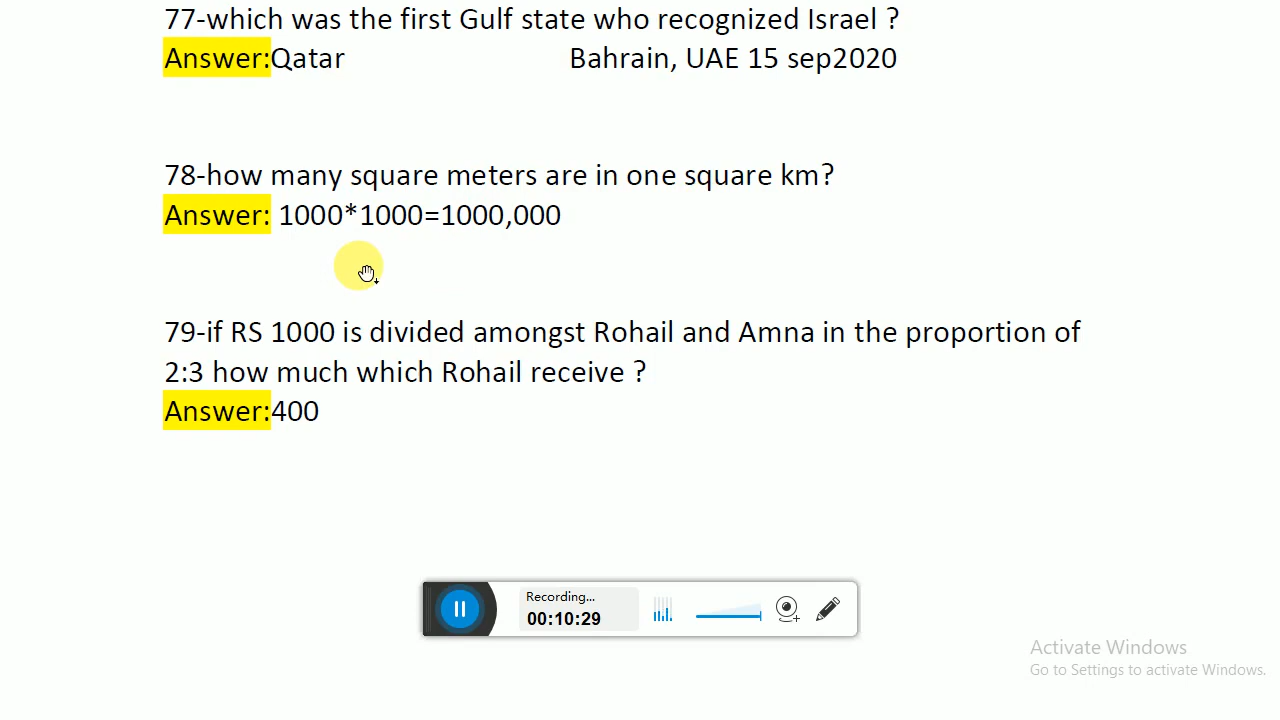 77-which was the first Gulf state who recognized Israel ?
Answer:Qatar Bahrain, UAE 15 sep2020
78-how many square meters are in one square km?
Answer: 1000*1000=1000,000
79-if RS 1000 is divided amongst Rohail and Amna in the proportion of
2:3 how much which Rohail receive ?
Answer:400
Recording...
00:10:29
Activate Windows
Go to Settings to activate Windows.